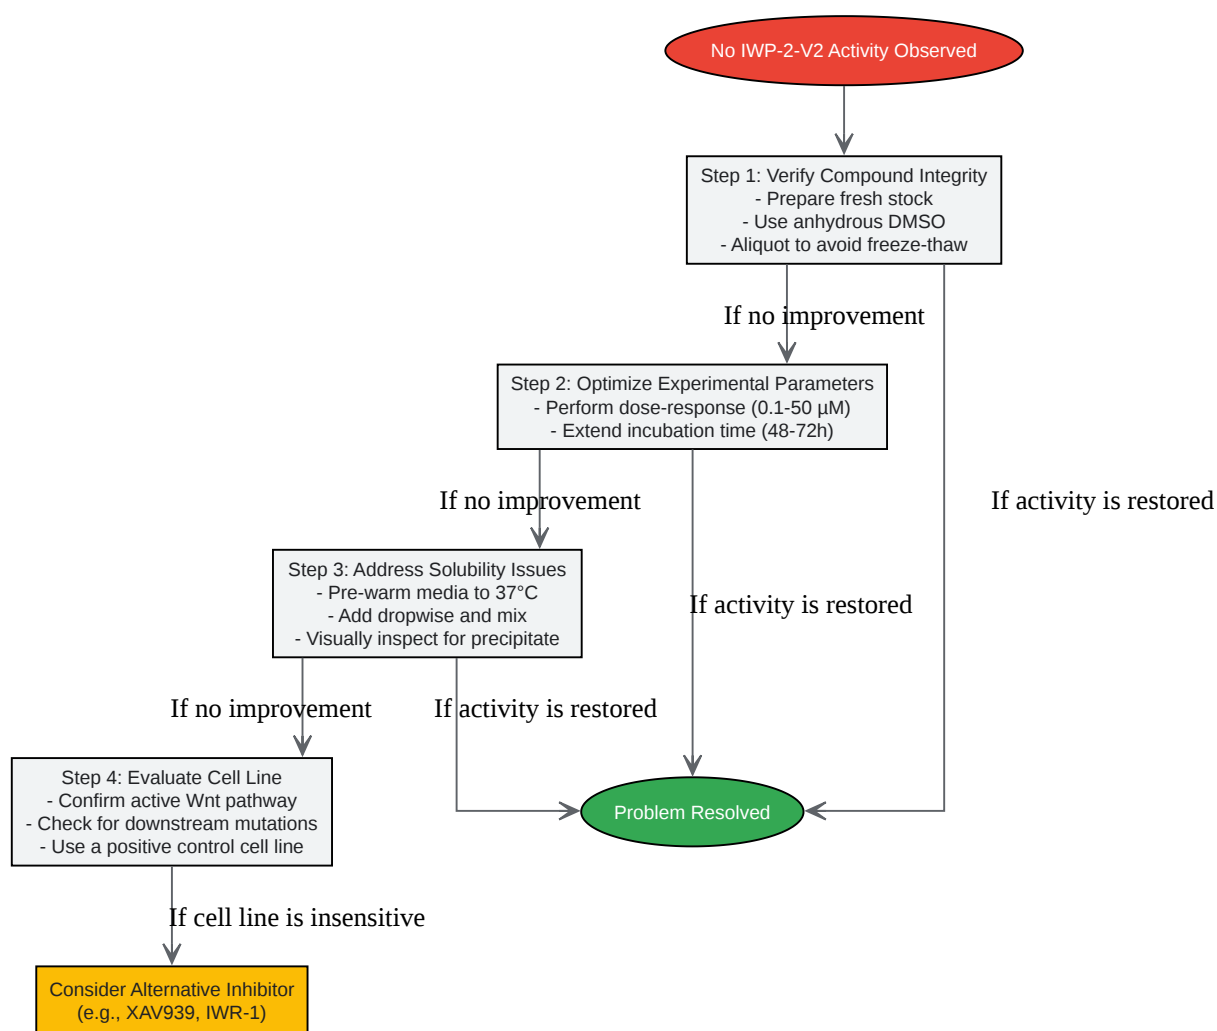 No IWP-2-V2 Activity Observed
Step 1: Verify Compound Integrity
- Prepare fresh stock
- Use anhydrous DMSO
- Aliquot to avoid freeze-thaw
If no improvement
Step 2: Optimize Experimental Parameters
- Perform dose-response (0.1-50 µM)
- Extend incubation time (48-72h)
If no improvement
If activity is restored
Step 3: Address Solubility Issues
- Pre-warm media to 37°C
- Add dropwise and mix
- Visually inspect for precipitate
If activity is restored
If no improvement
If activity is restored
Step 4: Evaluate Cell Line
- Confirm active Wnt pathway
- Check for downstream mutations
- Use a positive control cell line
Problem Resolved
If cell line is insensitive
Consider Alternative Inhibitor
(e.g., XAV939, IWR-1)